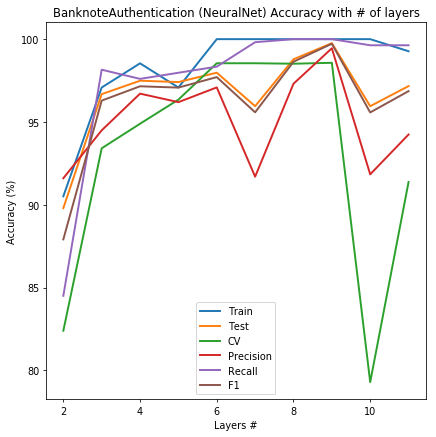 BanknoteAuthentication (NeuralNet) Accuracy with # of layers
100
95
90
85
80
Accuracy (%)
Train
Test
CV
Precision
Recall
F1
2
4
6
8
10
Layers #